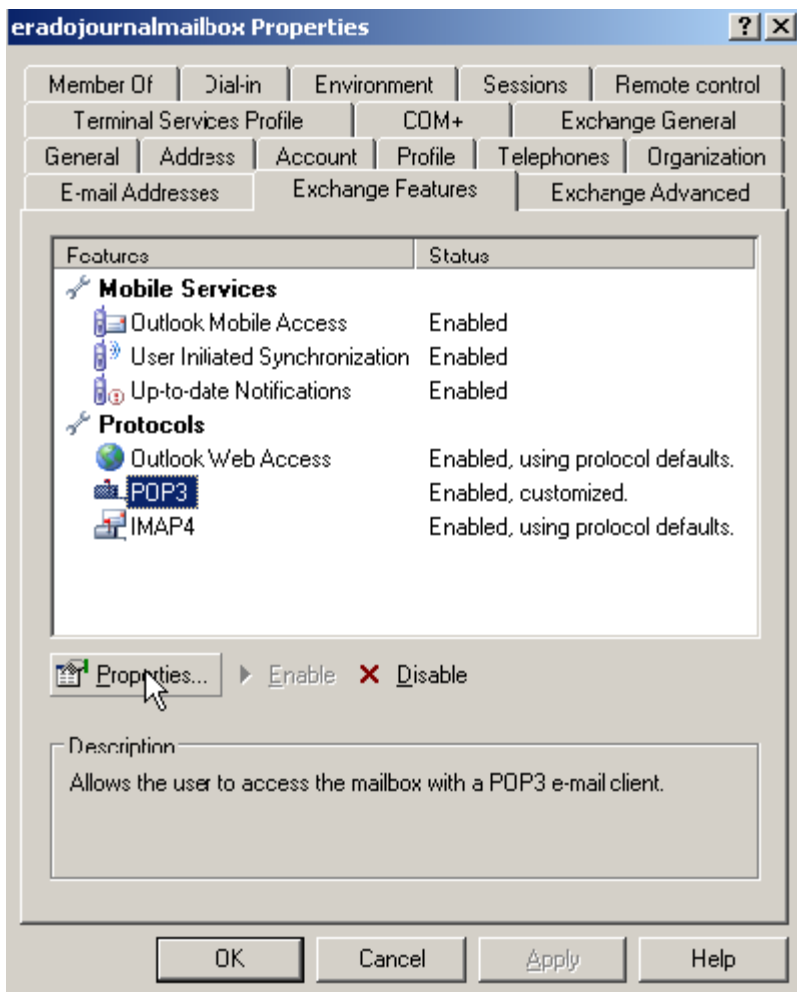 eradojournalmailbox Properties
Member Of Dial-in Environment Sessions Remote control
Terminal Services Profile COM+ Exchange General
General Address Account Profile Telephones Organization
E-mail Addresses Exchange Features Exchange Advanced
Features Status
Mobile Services
Outlook Mobile Access Enabled
User Initiated Synchronization Enabled
Up-to-date Notifications Enabled
Protocols
Outlook Web Access Enabled, using protocol defaults.
POP3 Enabled, customized.
IMAP4 Enabled, using protocol defaults.
Properties... Enable Disable
Description
Allows the user to access the mailbox with a POP3 e-mail client.
OK Cancel Apply Help